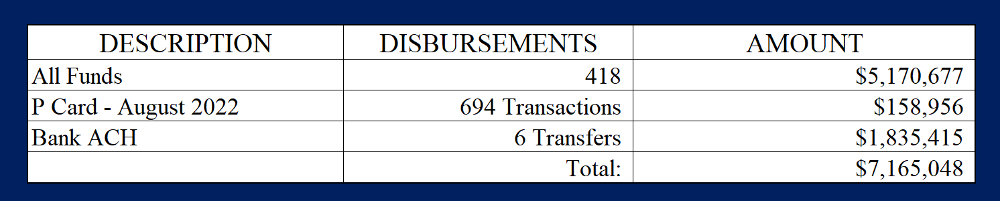 DESCRIPTION DISBURSEMENTS AMOUNT
All Funds 418 $5,170,677
P Card - August 2022 694 Transactions $158,956
Bank ACH 6 Transfers $1,835,415
Total: $7,165,048